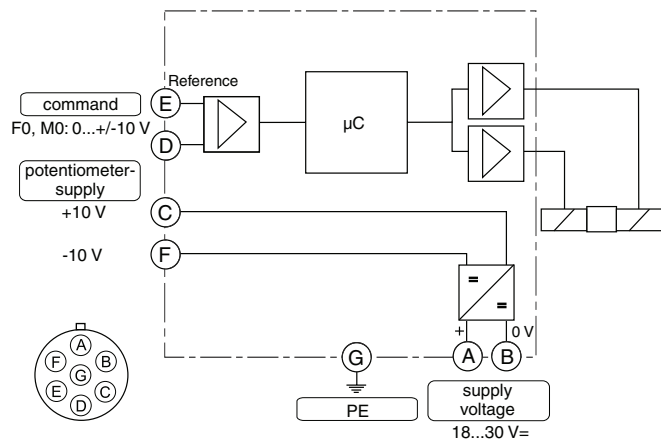 Reference
command
E
F0, M0: 0...+/-10 V
µC
D
potentiometer-
supply
+10 V
C
-10 V
F
=
=
+
0 V
A
F
B
G
E
C
D
G
A
B
PE
supply
voltage
18...30 V=